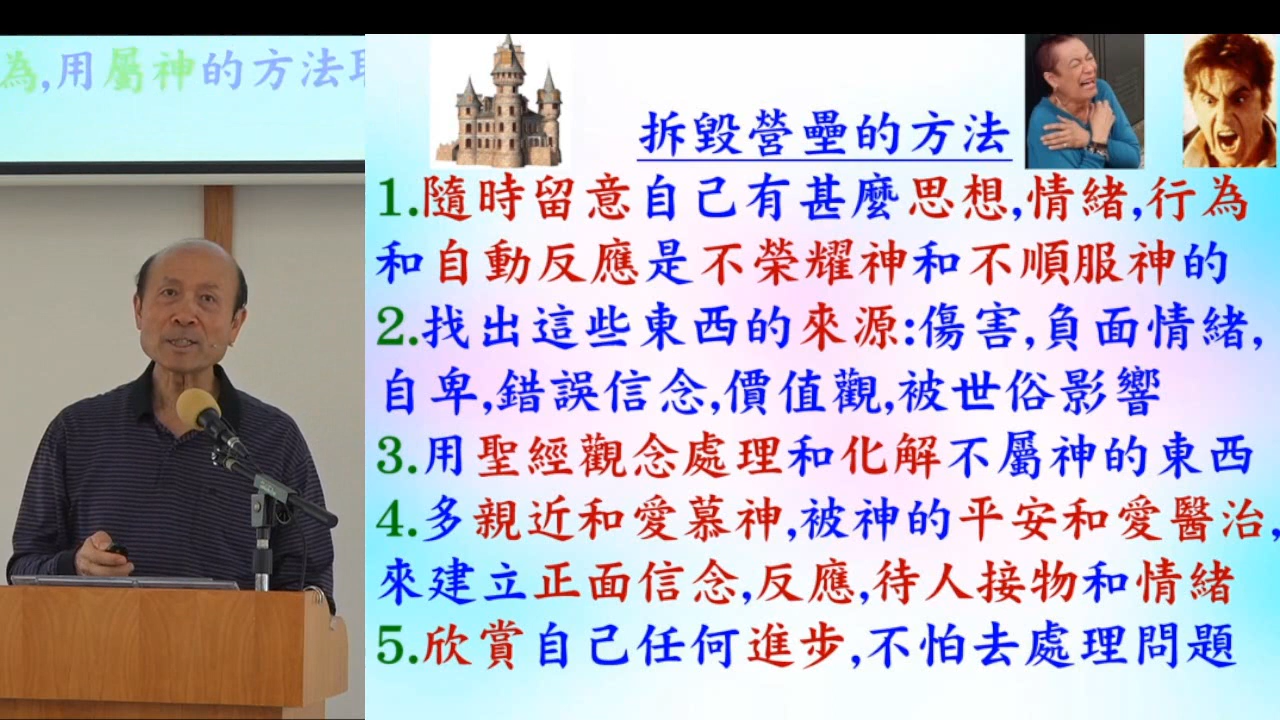 為,用屬神的方法
拆毀營壘的方法
1.隨時留意自己有甚麼思想,情緒,行為
和自動反應是不榮耀神和不順服神的
2.找出這些東西的來源:傷害,負面情緒,
自卑,錯誤信念,價值觀,被世俗影響
3.用聖經觀念處理和化解不屬神的東西
4.多親近和愛慕神,被神的平安和愛醫治,
來建立正面信念,反應,待人接物和情緒
5.欣賞自己任何進步,不怕去處理問題